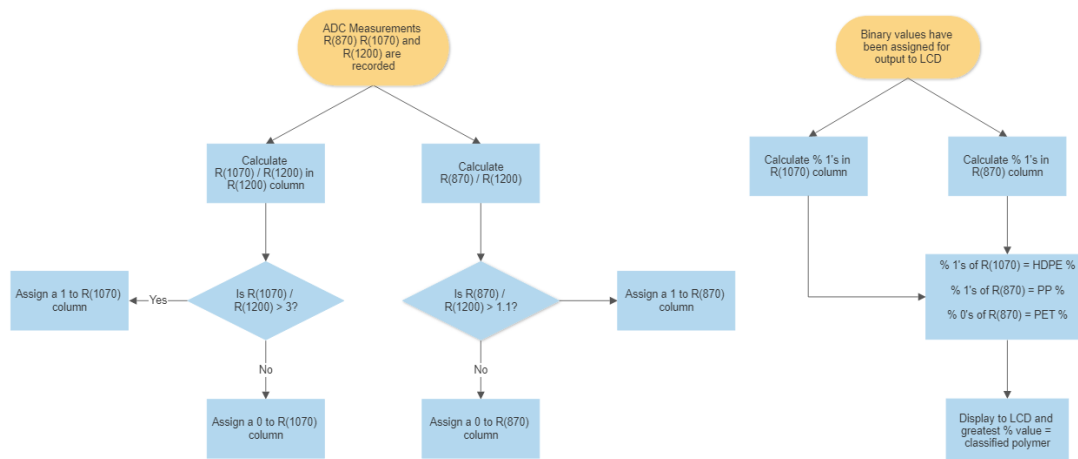 ADC Measurements
R(870) R(1070) and
R(1200) are
recorded
Calculate
R(1070) / R(1200) in
R(1200) column
Calculate
R(870) / R(1200)
Assign a 1 to R(1070)
column
Yes
Is R(1070) /
R(1200) > 3?
Is R(870) /
R(1200) > 1.1?
Assign a 1 to R(870)
column
No
No
Assign a 0 to R(1070)
column
Assign a 0 to R(870)
column
Binary values have
been assigned for
output to LCD
Calculate % 1's in
R(1070) column
Calculate % 1's in
R(870) column
% 1's of R(1070) = HDPE %
% 1's of R(870) = PP %
% 0's of R(870) = PET %
Display to LCD and
greatest % value =
classified polymer